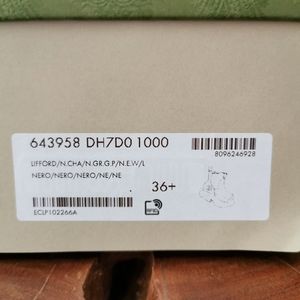 643958 DH7D0 1000
8096246928
LIFFORD/N.CHA/N.GR.G.P/N.E.W/L
NERO/NERO/NERO/NE/NE
36+
ECLP102266A